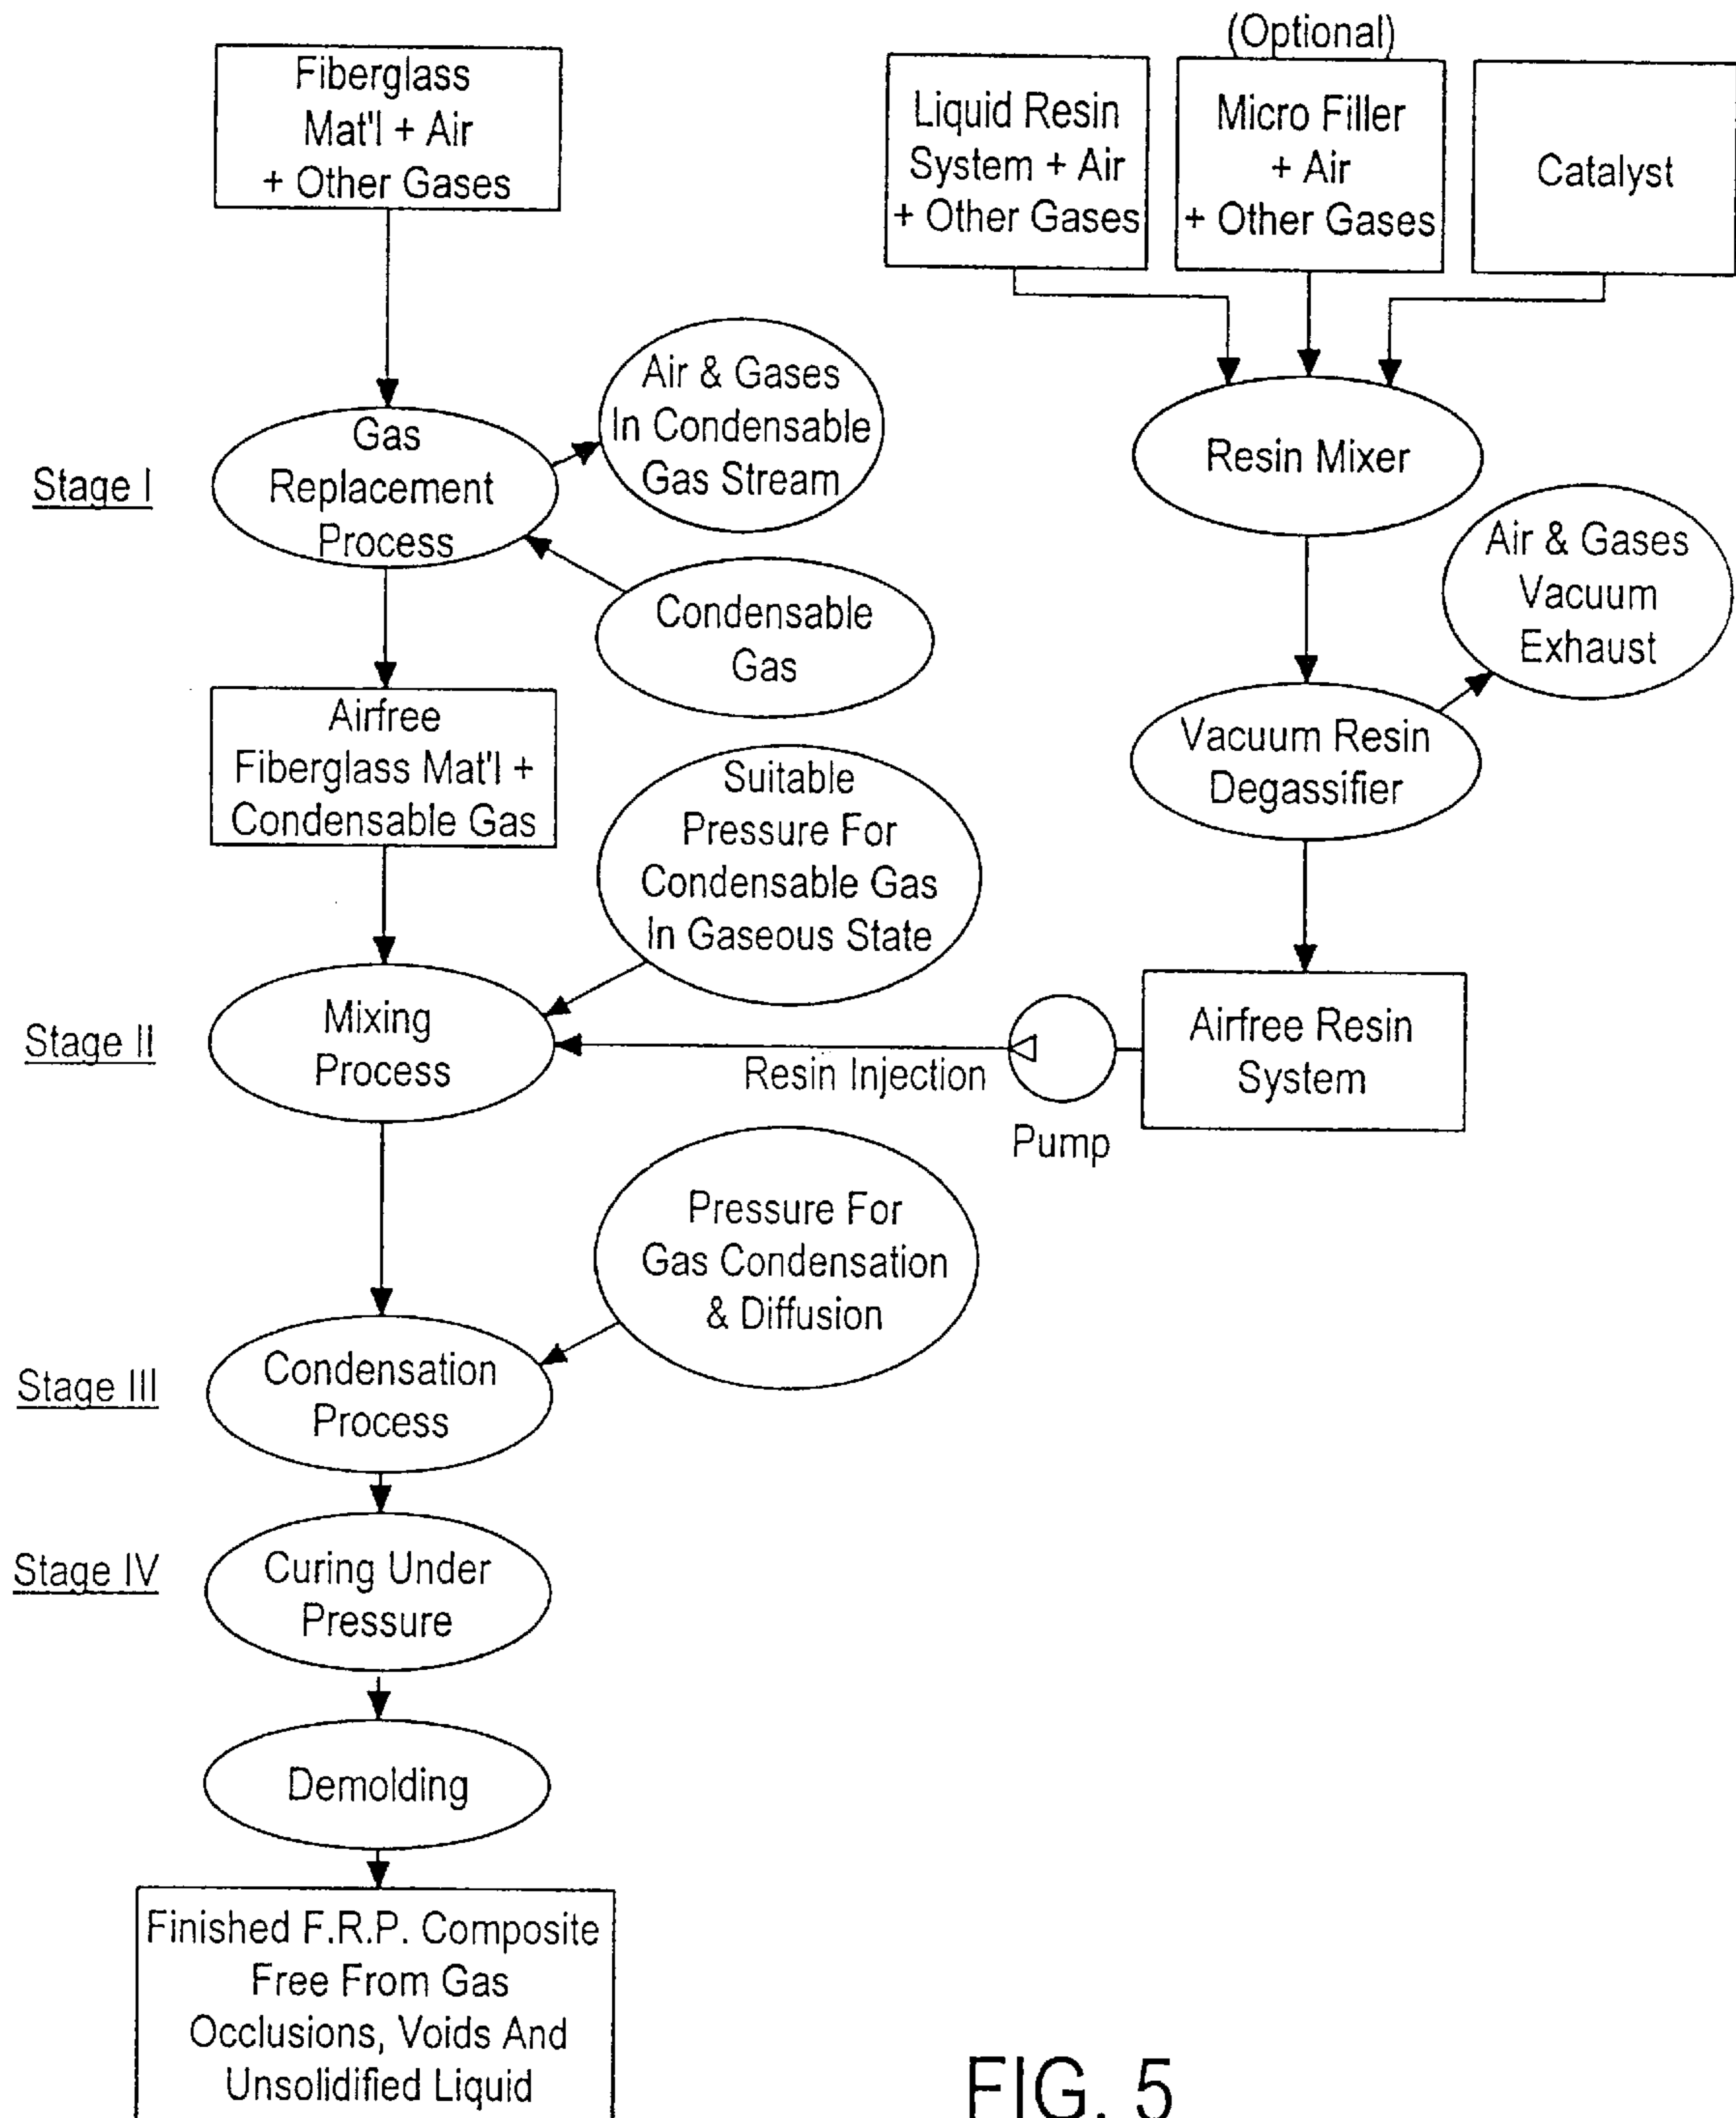 Fiberglass
Mat'l + Air
+ Other Gases
(Optional)
Liquid Resin
System + Air
+ Other Gases
Micro Filler
+ Air
+ Other Gases
Catalyst
Stage I
Gas
Replacement
Process
Air & Gases
In Condensable
Gas Stream
Condensable
Gas
Resin Mixer
Air & Gases
Vacuum
Exhaust
Vacuum Resin
Degassifier
Airfree
Fiberglass Mat'l +
Condensable Gas
Suitable
Pressure For
Condensable Gas
In Gaseous State
Stage II
Mixing
Process
Resin Injection
Pump
Airfree Resin
System
Pressure For
Gas Condensation
& Diffusion
Stage III
Condensation
Process
Stage IV
Curing Under
Pressure
Demolding
Finished F.R.P. Composite
Free From Gas
Occlusions, Voids And
Unsolidified Liquid
FIG. 5